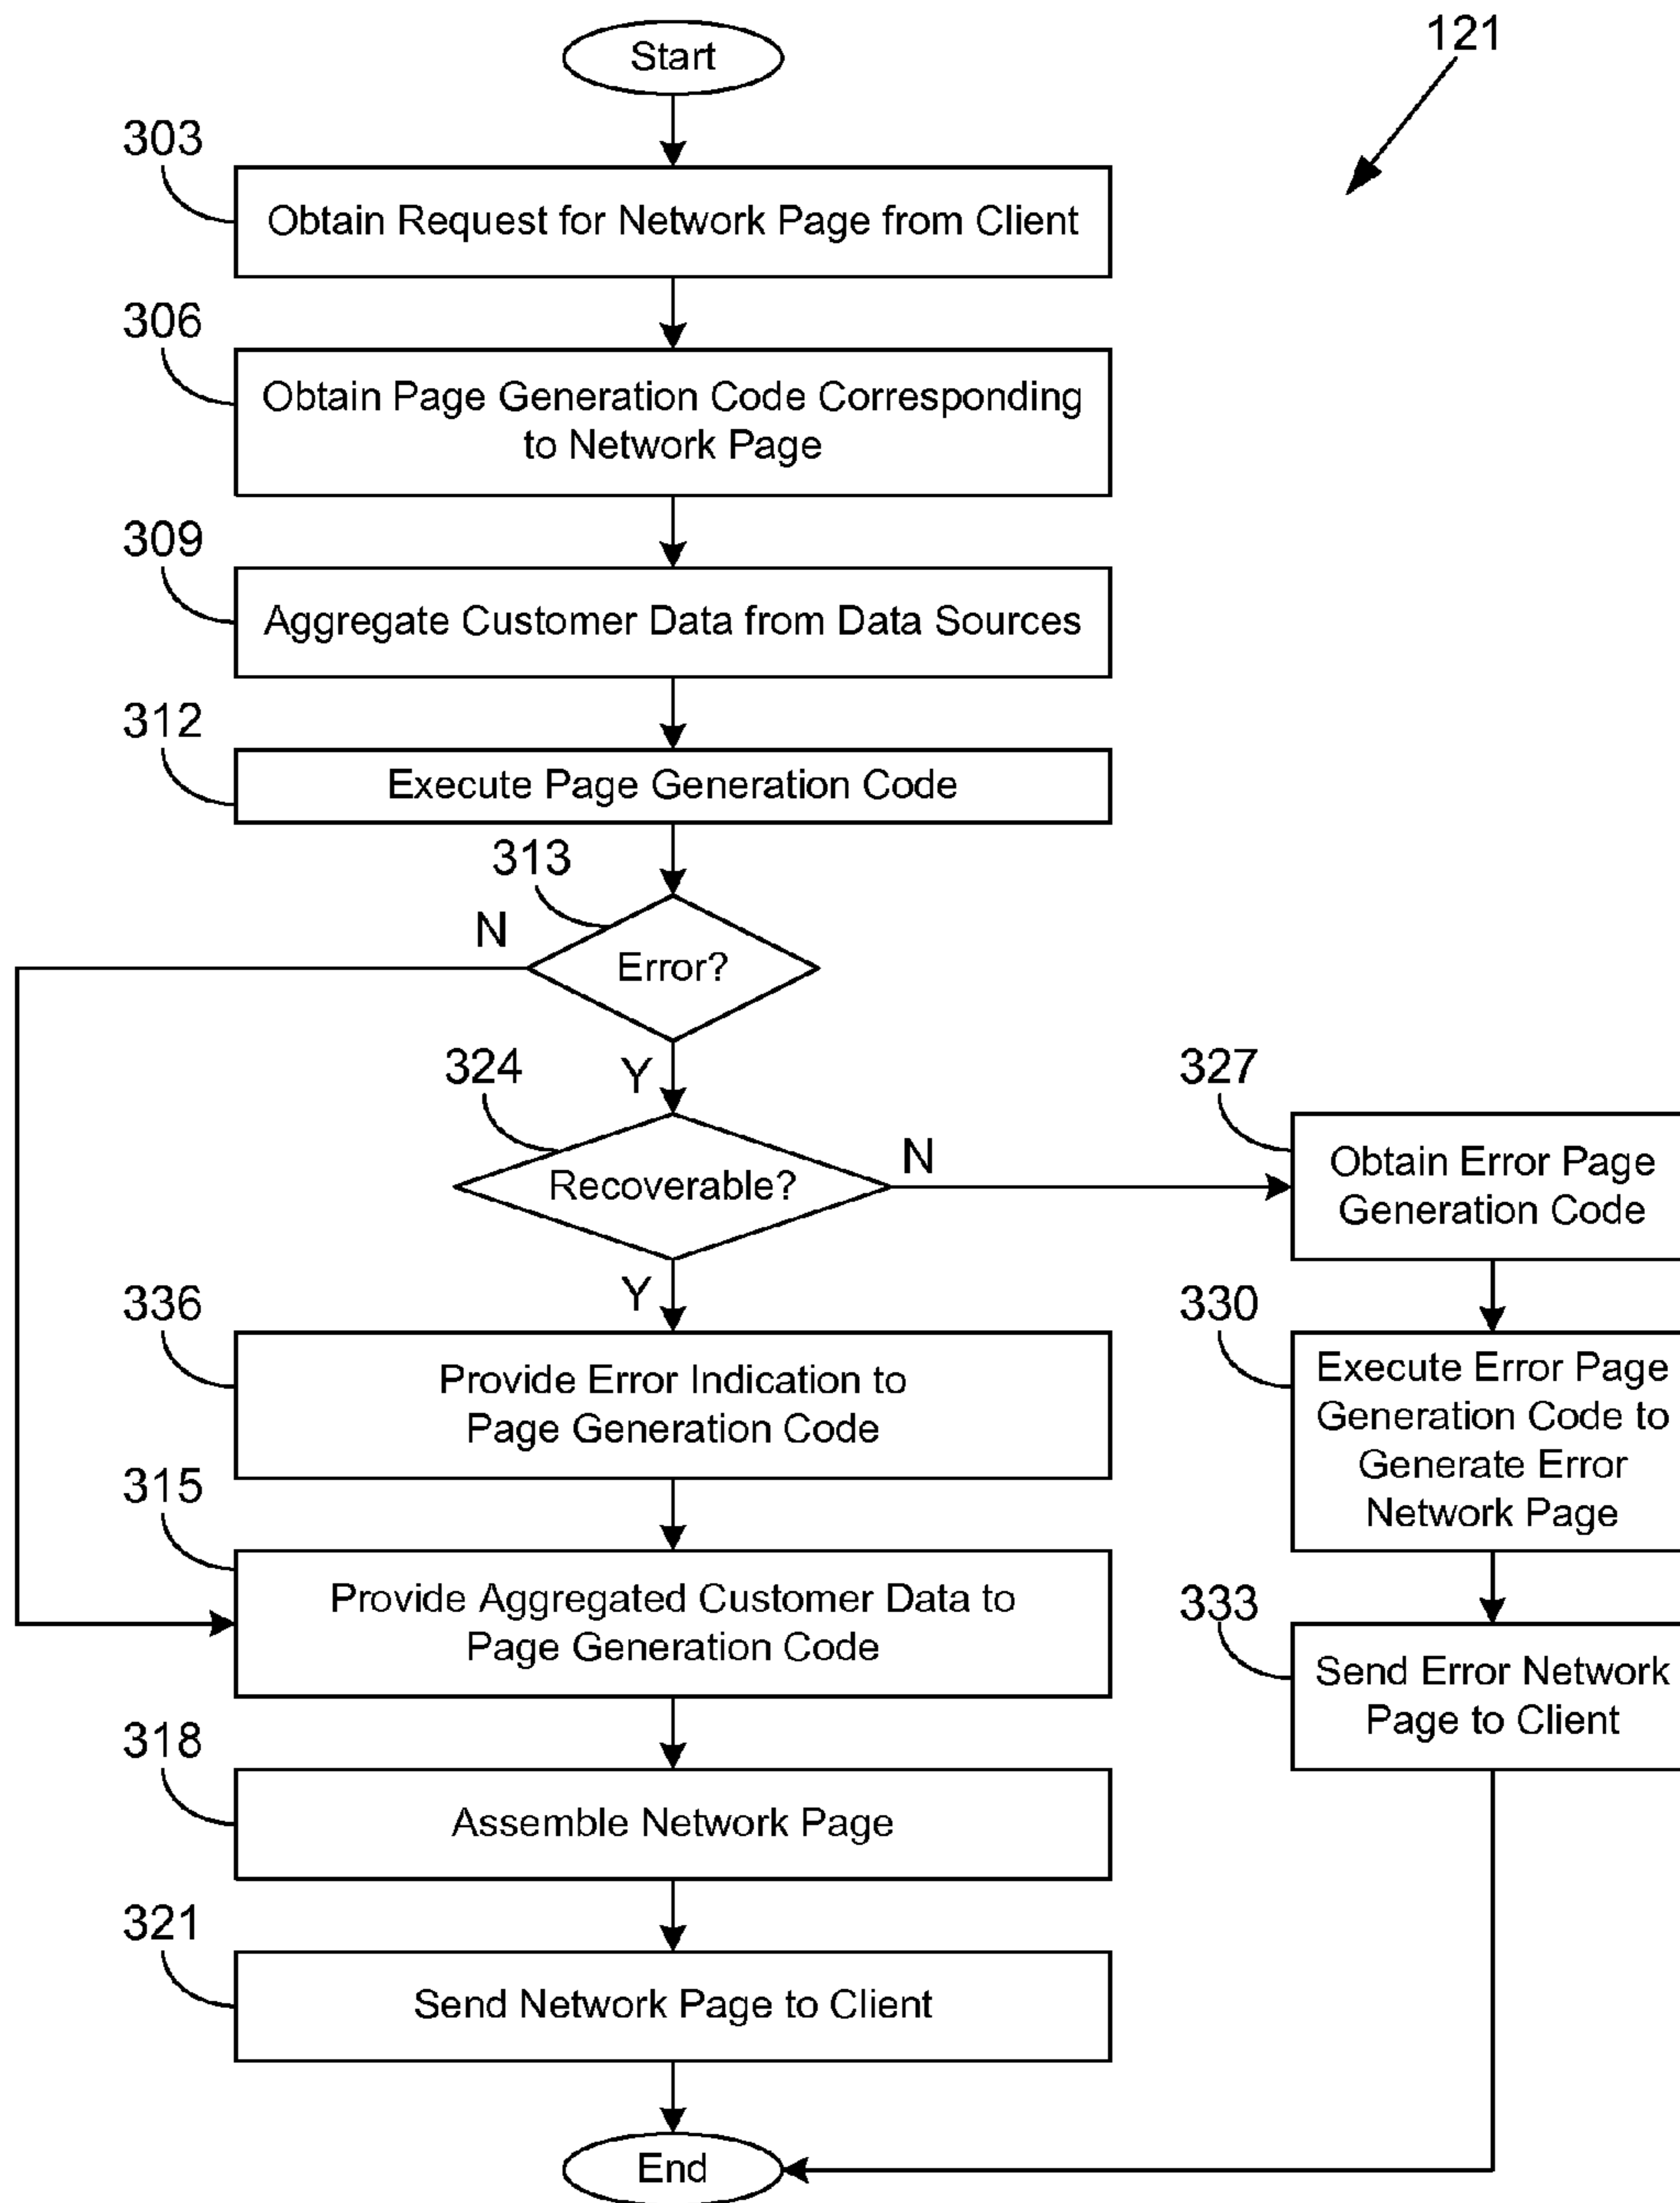 Start
121
303
Obtain Request for Network Page from Client
306
Obtain Page Generation Code Corresponding
to Network Page
309
Aggregate Customer Data from Data Sources
312
Execute Page Generation Code
313
N
Error?
Y
324
Recoverable?
N
327
Obtain Error Page
Generation Code
Y
336
Provide Error Indication to
Page Generation Code
330
Execute Error Page
Generation Code to
Generate Error
Network Page
315
Provide Aggregated Customer Data to
Page Generation Code
333
Send Error Network
Page to Client
318
Assemble Network Page
321
Send Network Page to Client
End